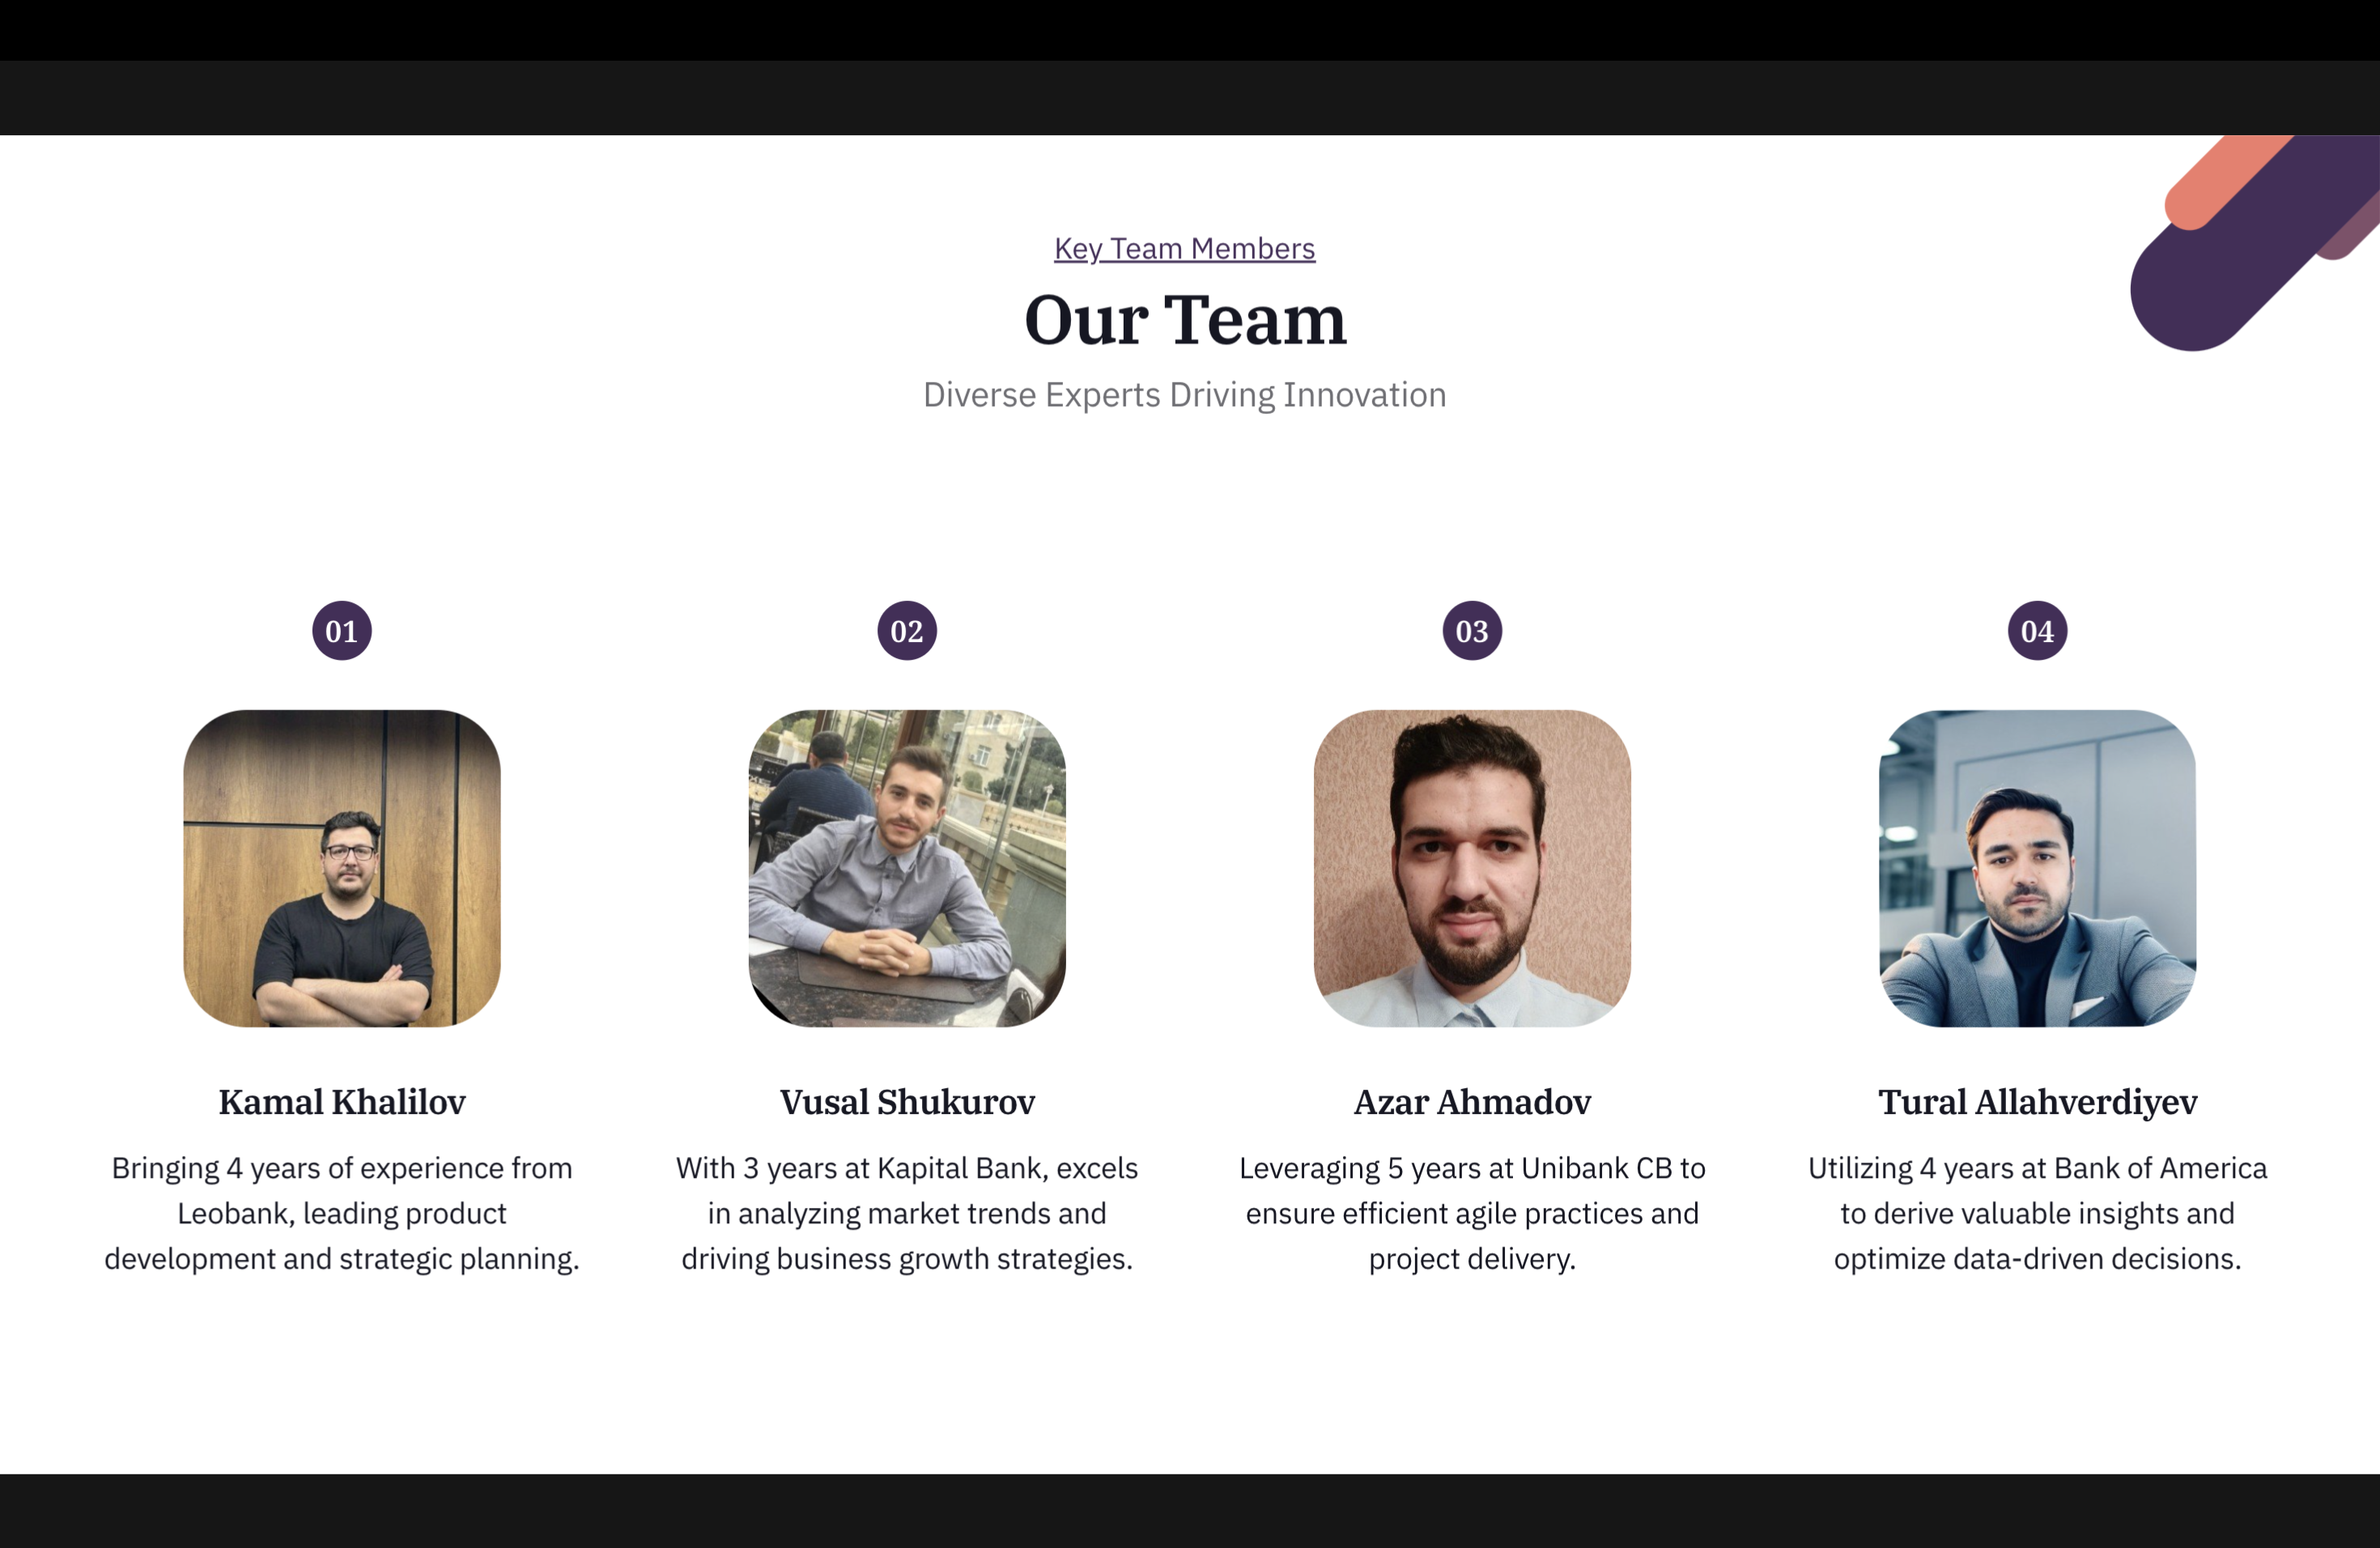 Key Team Members
Our Team
Diverse Experts Driving Innovation
01
02
03
04
Kamal Khalilov
Bringing 4 years of experience from
Leobank, leading product
development and strategic planning.
Vusal Shukurov
With 3 years at Kapital Bank, excels
in analyzing market trends and
driving business growth strategies.
Azar Ahmadov
Leveraging 5 years at Unibank CB to
ensure efficient agile practices and
project delivery.
Tural Allahverdiyev
Utilizing 4 years at Bank of America
to derive valuable insights and
optimize data-driven decisions.